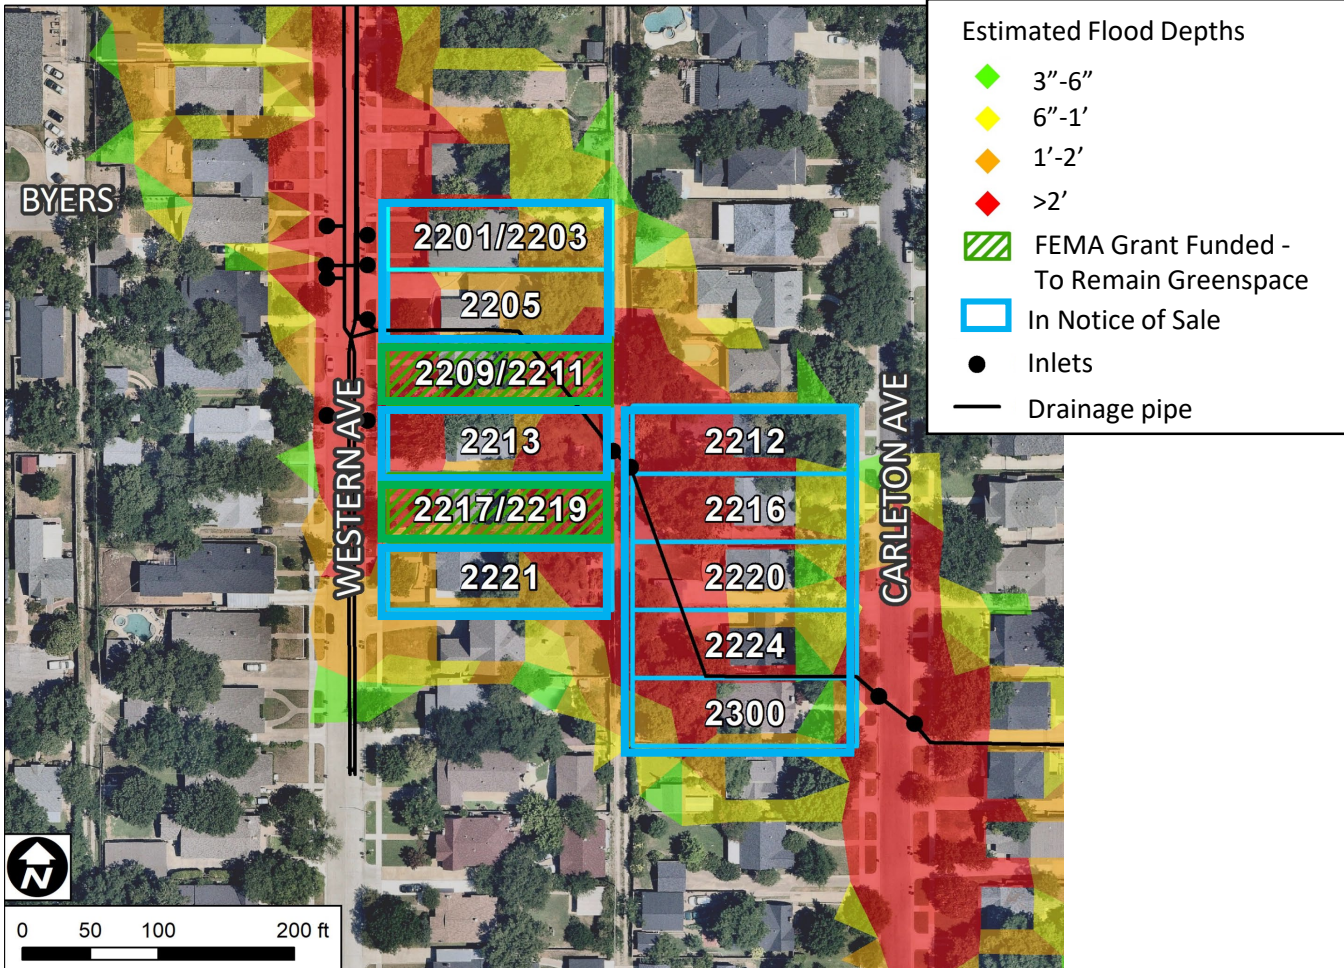 Estimated Flood Depths
3”-6”
6”-1’
1’-2’
>2’
FEMA Grant Funded -
To Remain Greenspace
In Notice of Sale
Inlets
Drainage pipe
BYERS
WESTERN AVE
CARLETON AVE
2201/2203
2205
2209/2211
2213
2217/2219
2221
2212
2216
2220
2224
2300
N
0 50 100 200 ft